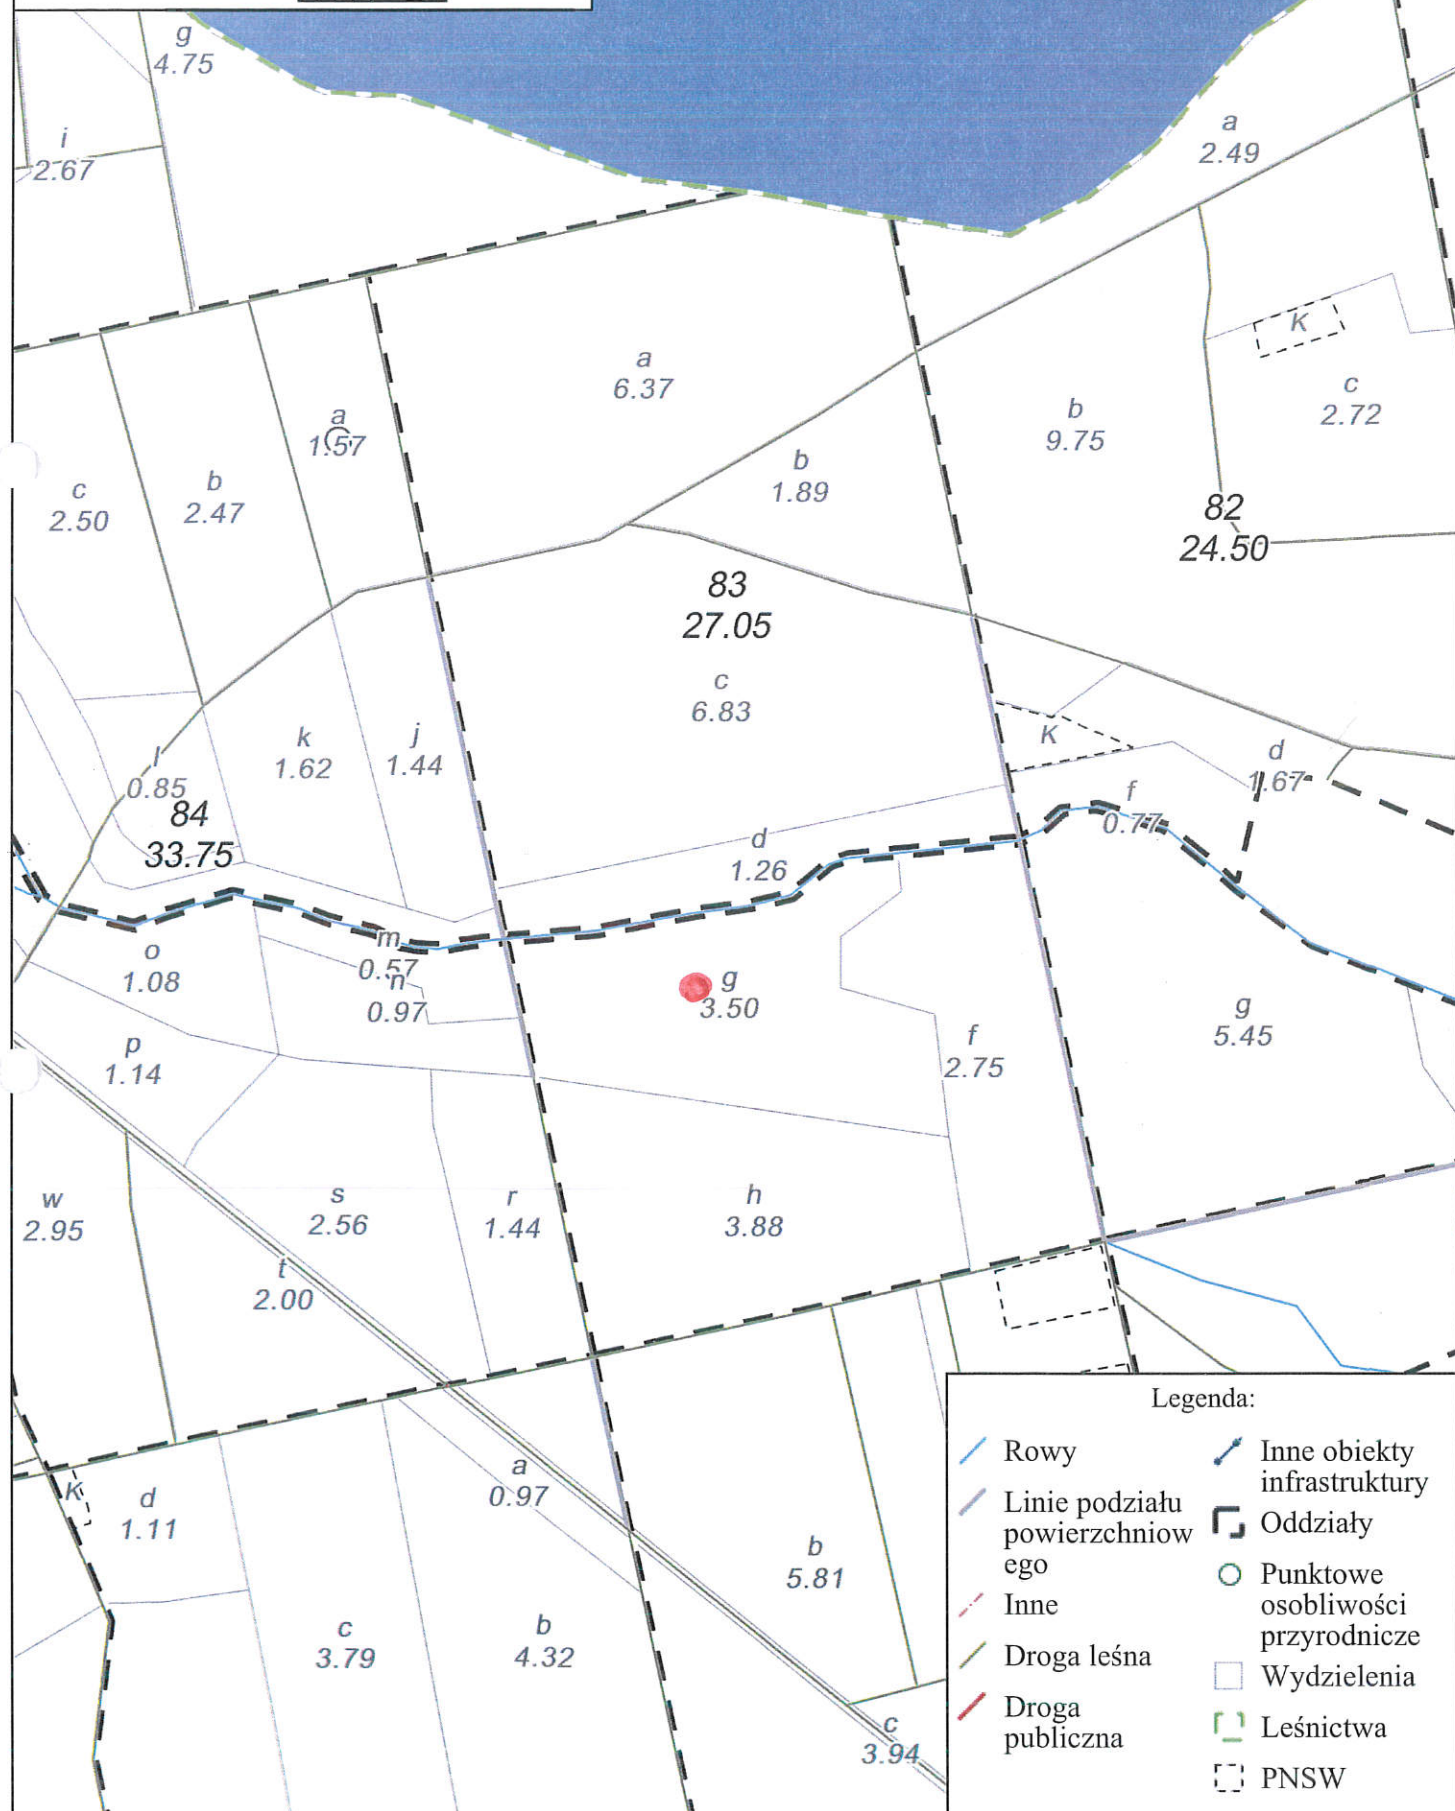 g
4.75
i
2.67
a
2.49
K
a
6.37
c
2.72
a
1.57
b
9.75
b
1.89
b
2.47
c
2.50
82
24.50
83
27.05
c
6.83
K
k
1.62
j
1.44
l
0.85
d
1.67
84
33.75
f
0.77
d
1.26
m
0.57
o
1.08
n
0.97
g
3.50
g
5.45
f
2.75
p
1.14
w
2.95
s
2.56
r
1.44
h
3.88
t
2.00
K
d
1.11
a
0.97
b
5.81
c
3.79
b
4.32
c
3.94
Legenda:
Rowy
Linie podziału
powierzchniow
ego
Inne
Droga leśna
Droga
publiczna
Inne obiekty
infrastruktury
Oddziały
Punktowe
osobliwości
przyrodnicze
Wydzielenia
Leśnictwa
PNSW